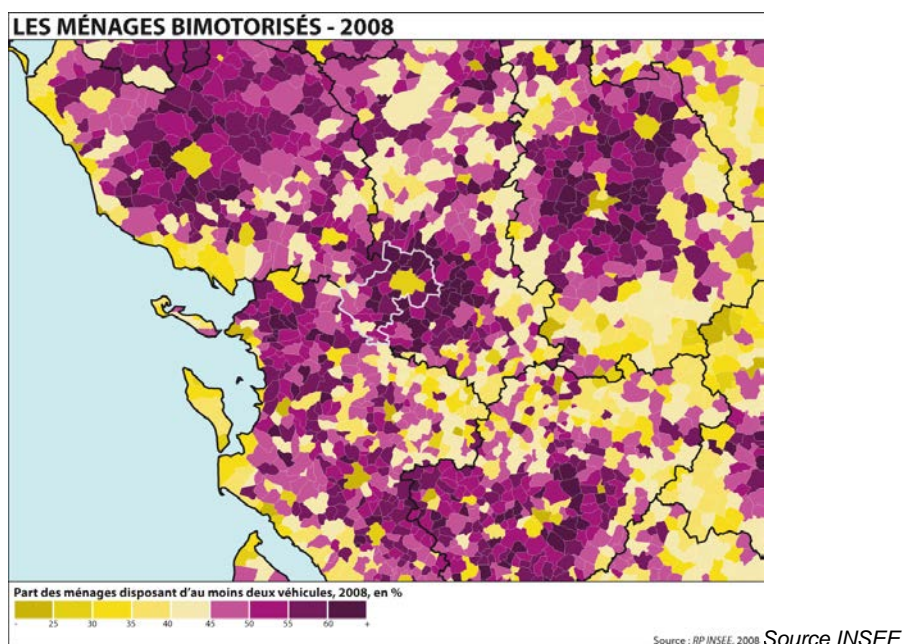 LES MÉNAGES BIMOTORISÉS - 2008
Part des ménages disposant d'au moins deux véhicules, 2008, en %
- 25 30 35 40 45 50 55 60 +
Source : RP INSEE, 2008
Source INSEE